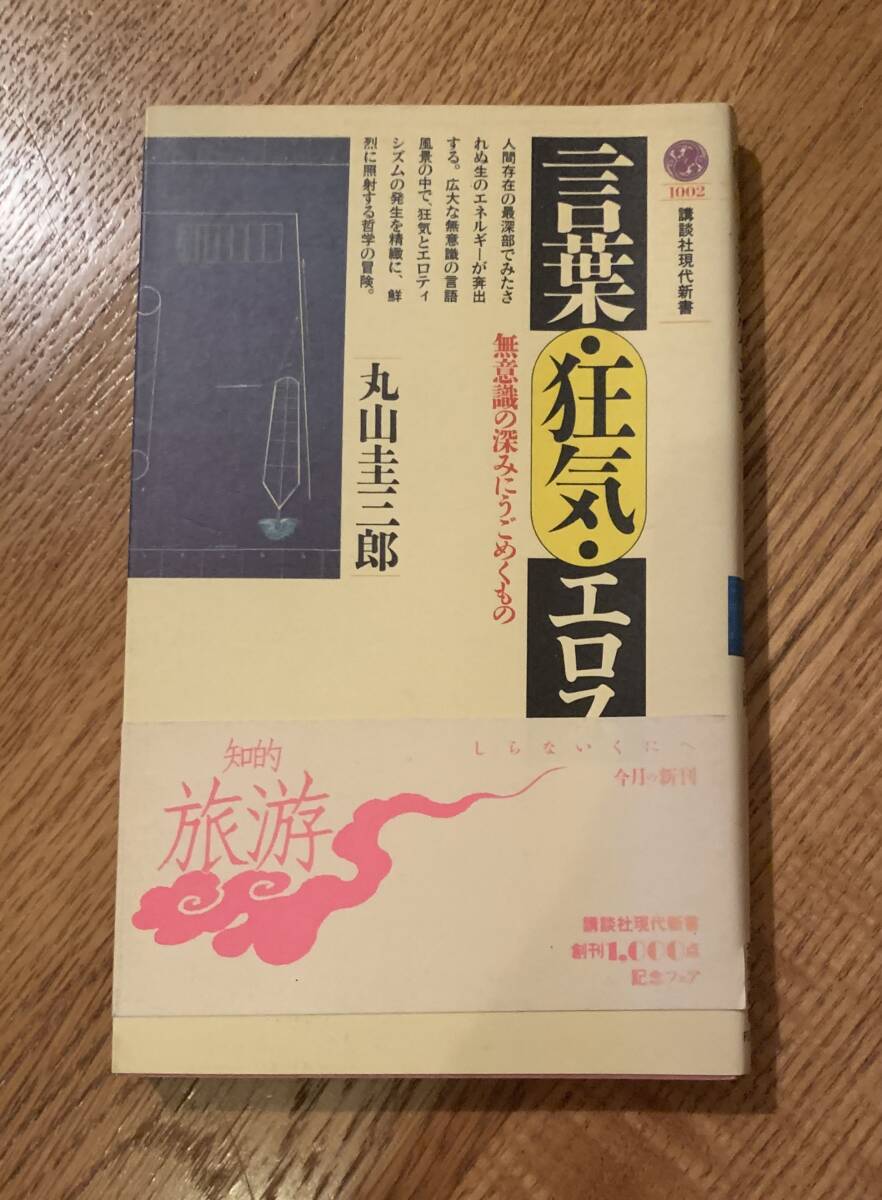 1002
講談社現代新書
言葉・狂気・エロス
無意識の深みにうごめくもの
人間存在の最深部でみたさ
れぬ生のエネルギーが奔出
する。広大な無意識の言語
風景の中で、狂気とエロティ
シズムの発生を精緻に、鮮
烈に照射する哲学の冒険。
丸山圭三郎
しらないくにへ
今月の新刊
知的
旅游
講談社現代新書
創刊1,000点
記念フェア